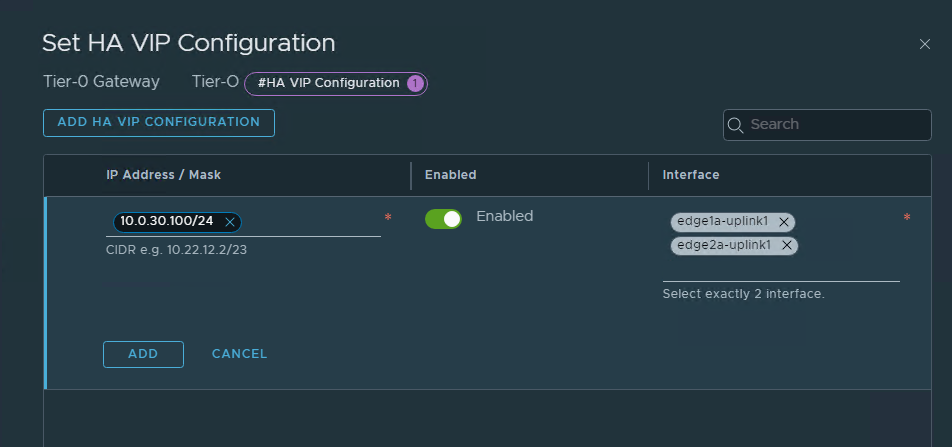 Set HA VIP Configuration
Tier-0 Gateway Tier-O #HA VIP Configuration 1
ADD HA VIP CONFIGURATION
Search
IP Address / Mask Enabled Interface
10.0.30.100/24 * Enabled edge1a-uplink1 *
edge2a-uplink1
CIDR e.g. 10.22.12.2/23
Select exactly 2 interface.
ADD CANCEL